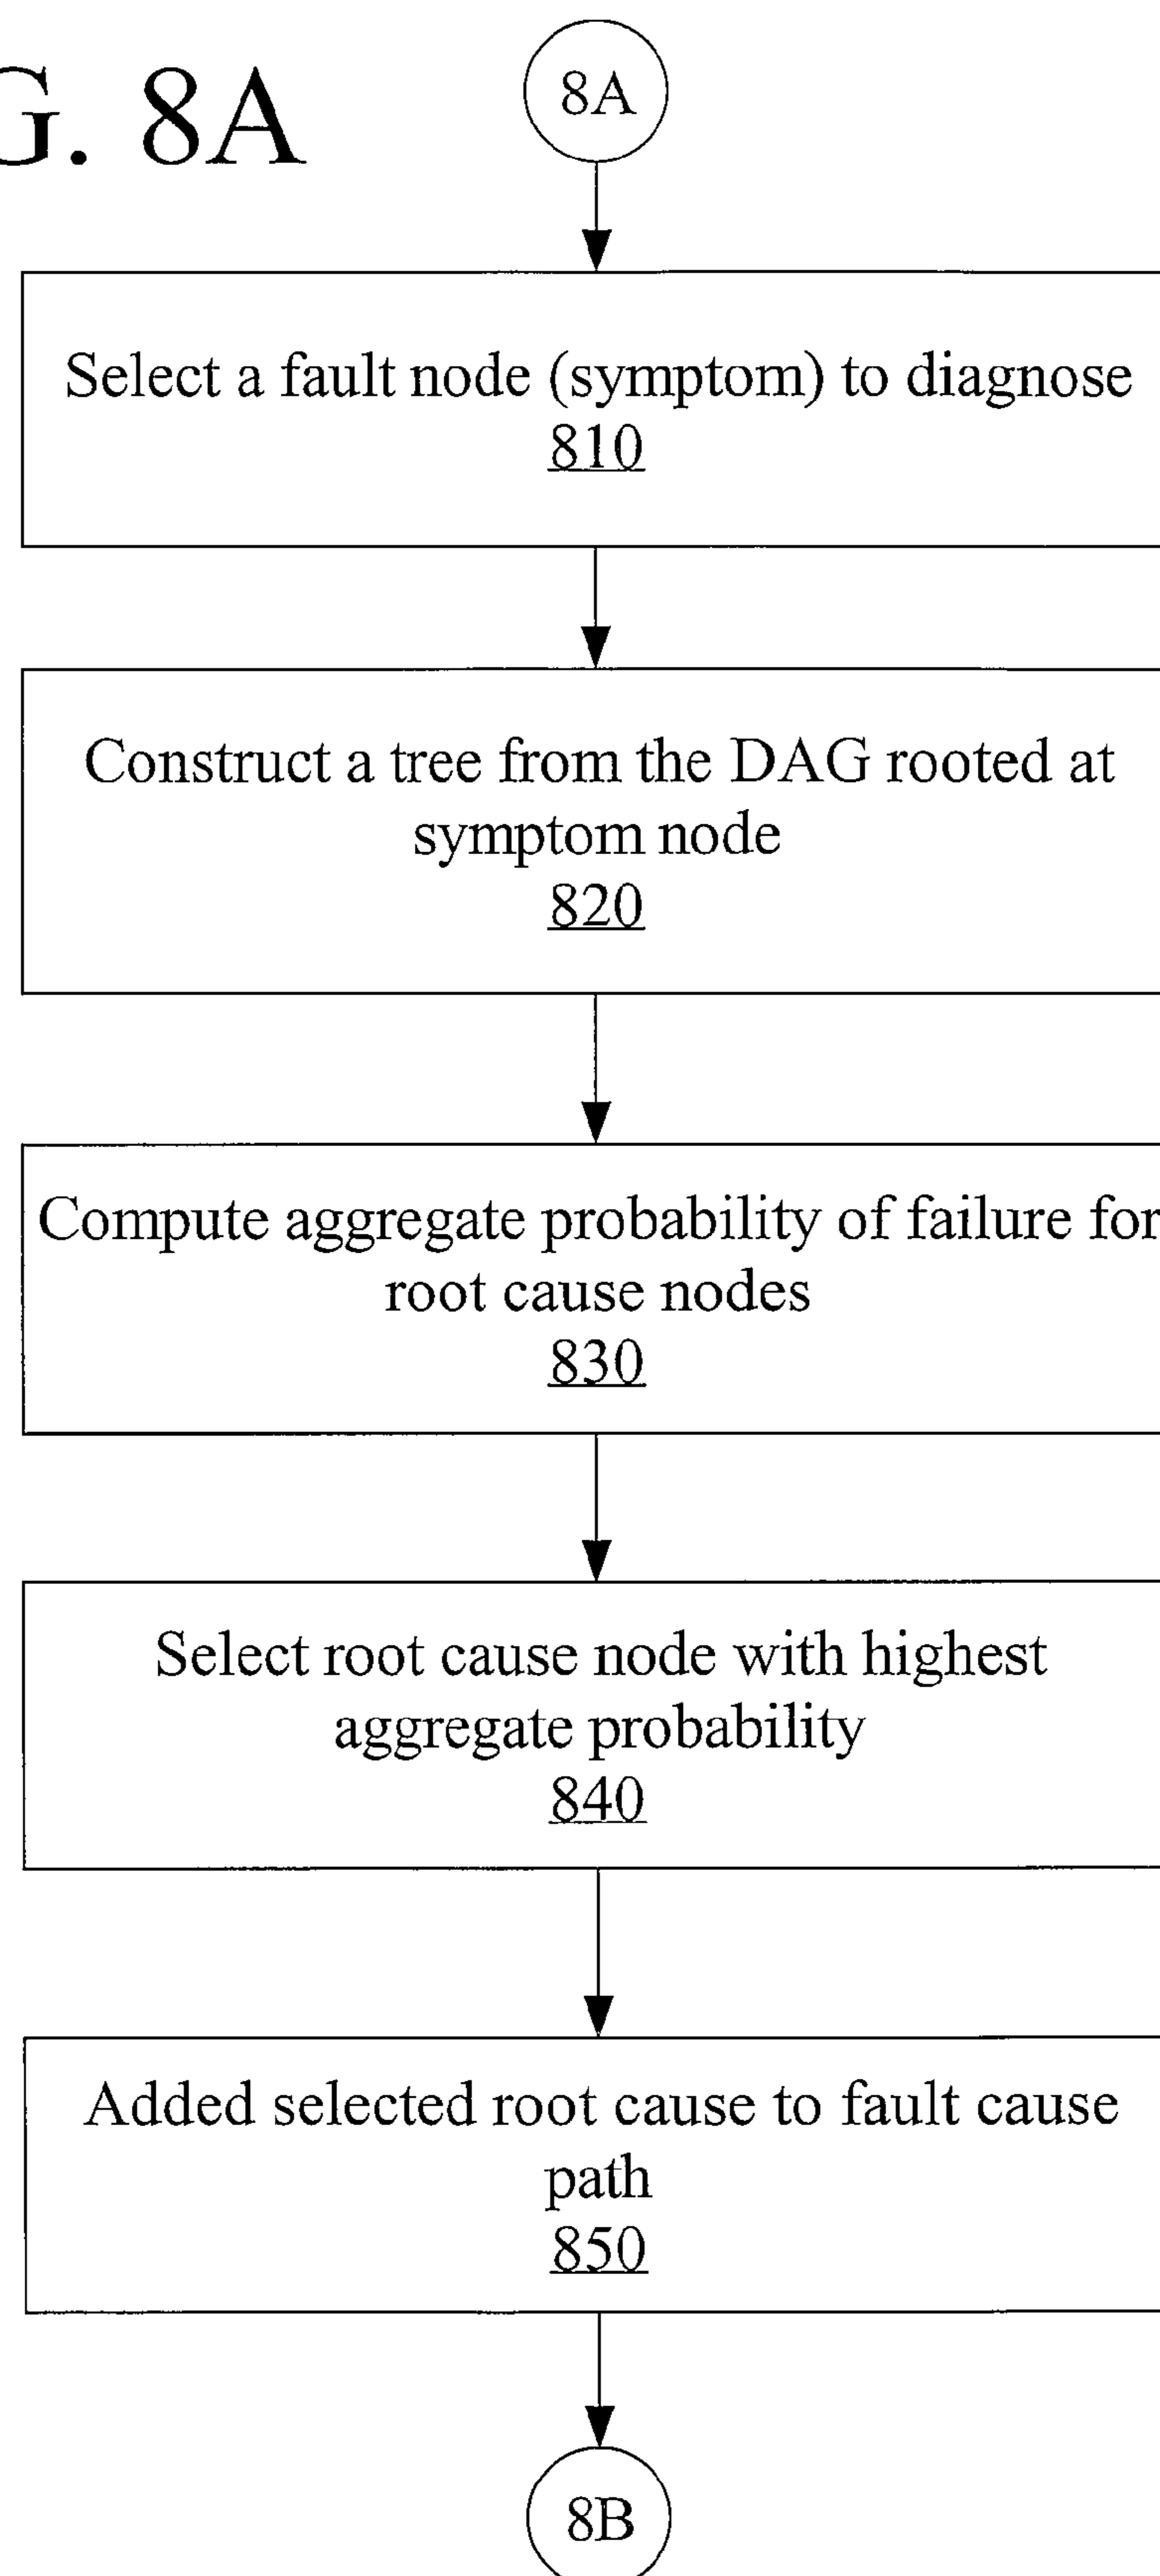 G. 8A
8A
Select a fault node (symptom) to diagnose
810
Construct a tree from the DAG rooted at
symptom node
820
Compute aggregate probability of failure for
root cause nodes
830
Select root cause node with highest
aggregate probability
840
Added selected root cause to fault cause
path
850
8B